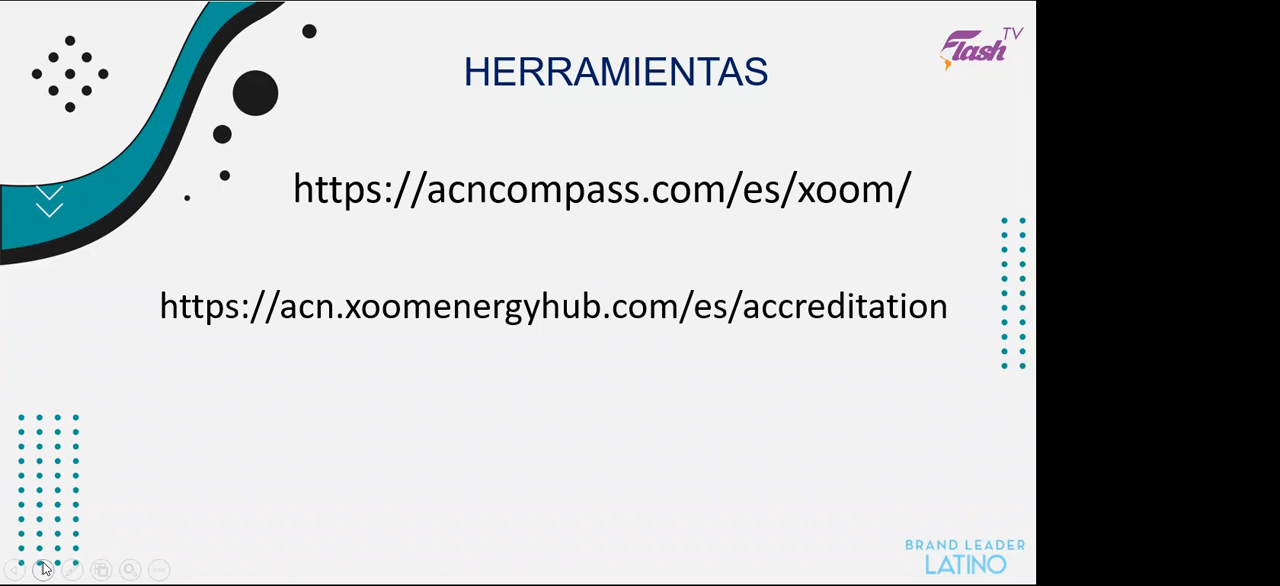 HERRAMIENTAS
Flash TV
https://acncompass.com/es/xoom/
https://acn.xoomenergyhub.com/es/accreditation
BRAND LEADER
LATINO